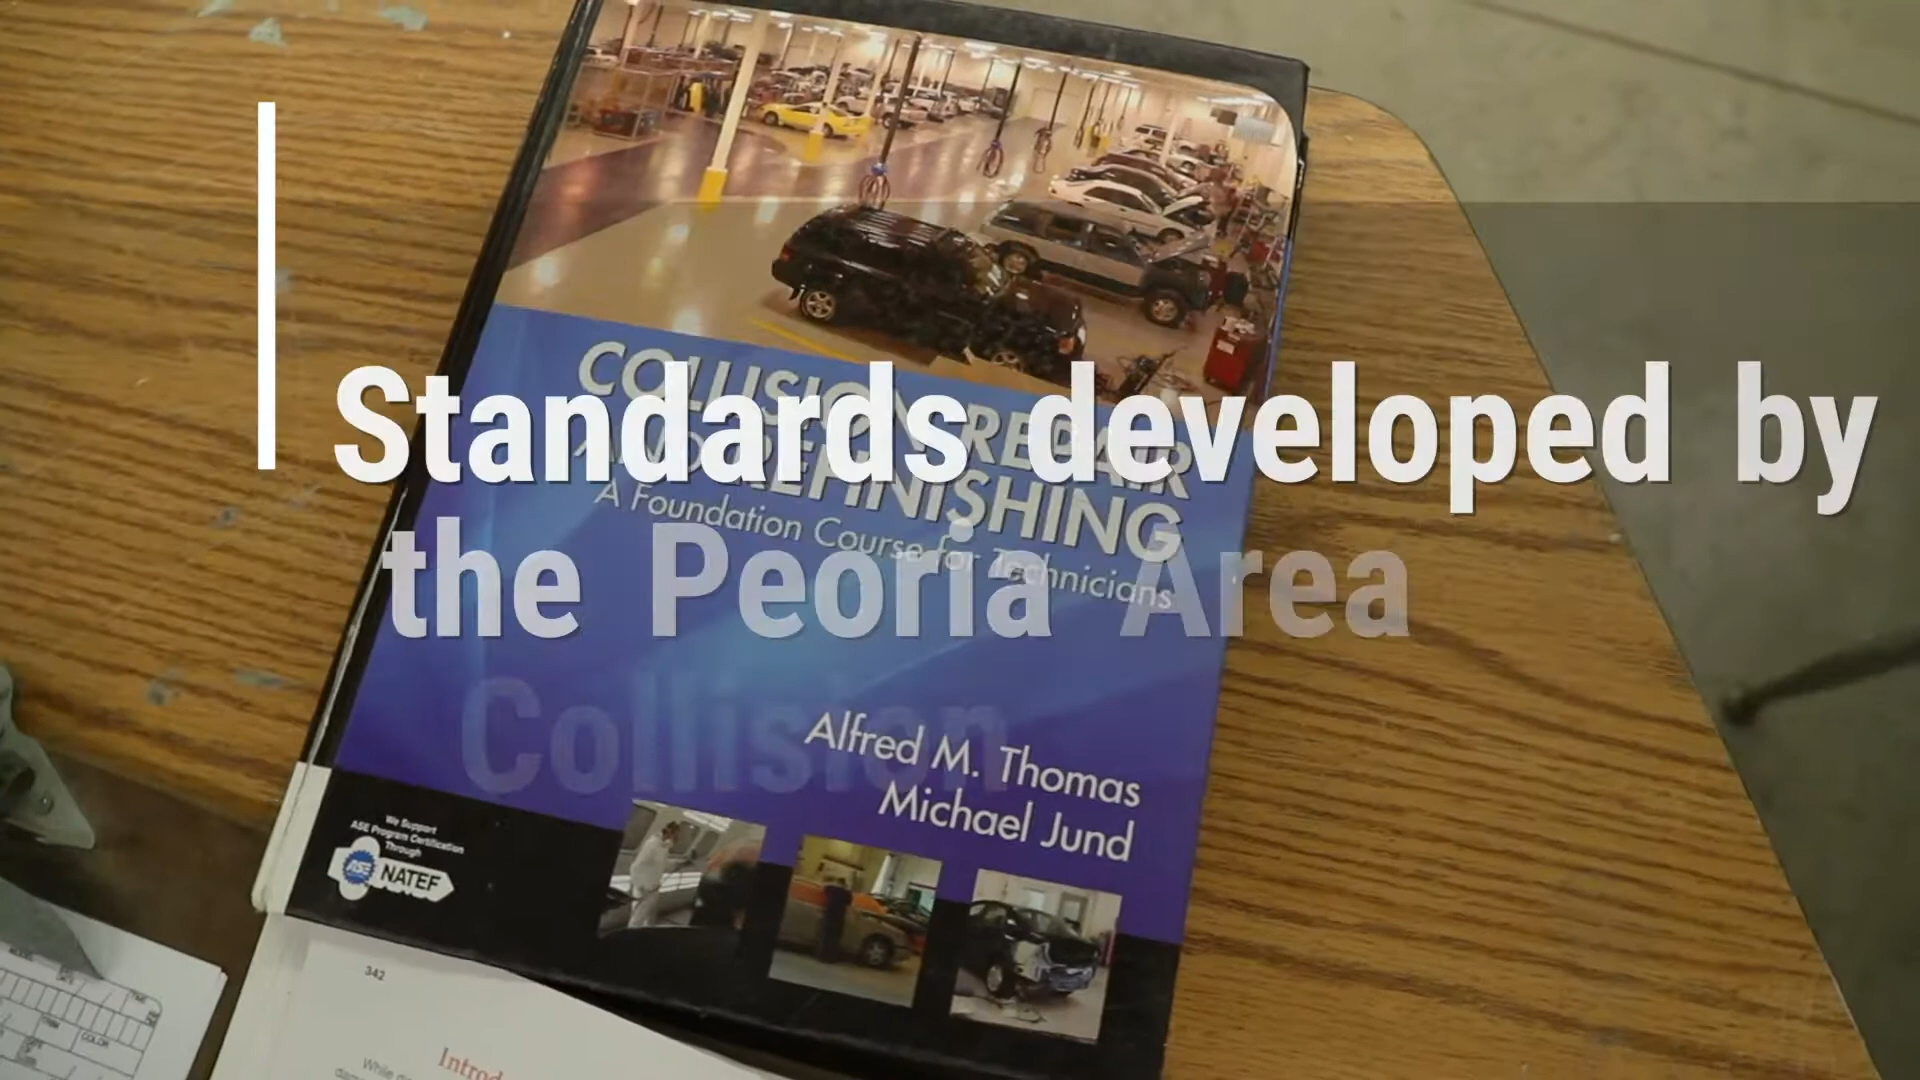 Standards developed by
the Peoria Area
Collision
COLLISION REPAIR
AND REFINISHING
A Foundation Course for Technicians
Alfred M. Thomas
Michael Jund
We Support
ASE Program Certification
Through
ASE NATEF
342
COLOR